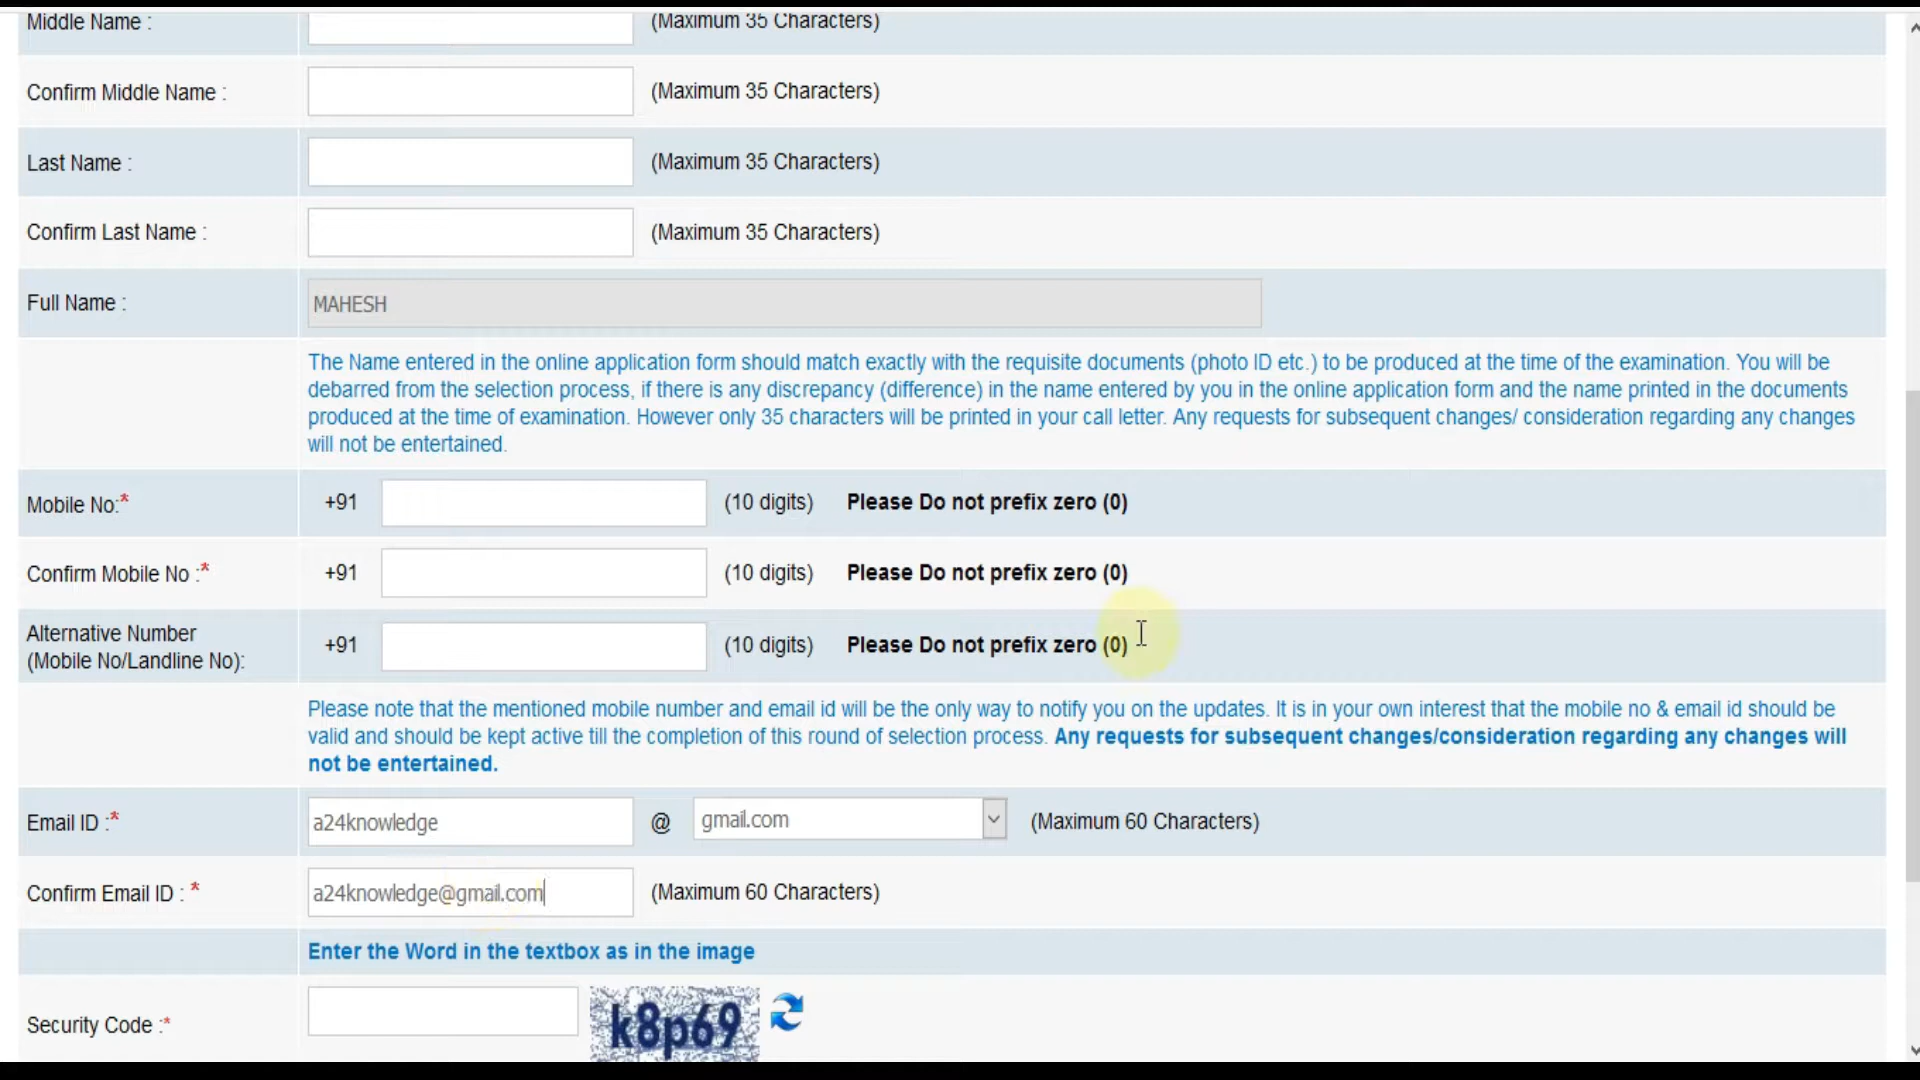 Middle Name : (Maximum 35 Characters)
Confirm Middle Name : (Maximum 35 Characters)
Last Name : (Maximum 35 Characters)
Confirm Last Name : (Maximum 35 Characters)
Full Name : MAHESH
The Name entered in the online application form should match exactly with the requisite documents (photo ID etc.) to be produced at the time of the examination. You will
be debarred from the selection process, if there is any discrepancy (difference) in the name entered by you in the online application form and the name printed in the documents
produced at the time of examination. However only 35 characters will be printed in your call letter. Any requests for subsequent changes/ consideration regarding any changes
will not be entertained.
Mobile No:* +91 (10 digits) Please Do not prefix zero (0)
Confirm Mobile No :* +91 (10 digits) Please Do not prefix zero (0)
Alternative Number
(Mobile No/Landline No): +91 (10 digits) Please Do not prefix zero (0)
Please note that the mentioned mobile number and email id will be the only way to notify you on the updates. It is in your own interest that the mobile no & email id should be
valid and should be kept active till the completion of this round of selection process. Any requests for subsequent changes/consideration regarding any changes will
not be entertained.
Email ID :* a24knowledge @ gmail.com (Maximum 60 Characters)
Confirm Email ID : * a24knowledge@gmail.com (Maximum 60 Characters)
Enter the Word in the textbox as in the image
Security Code :* k8p69